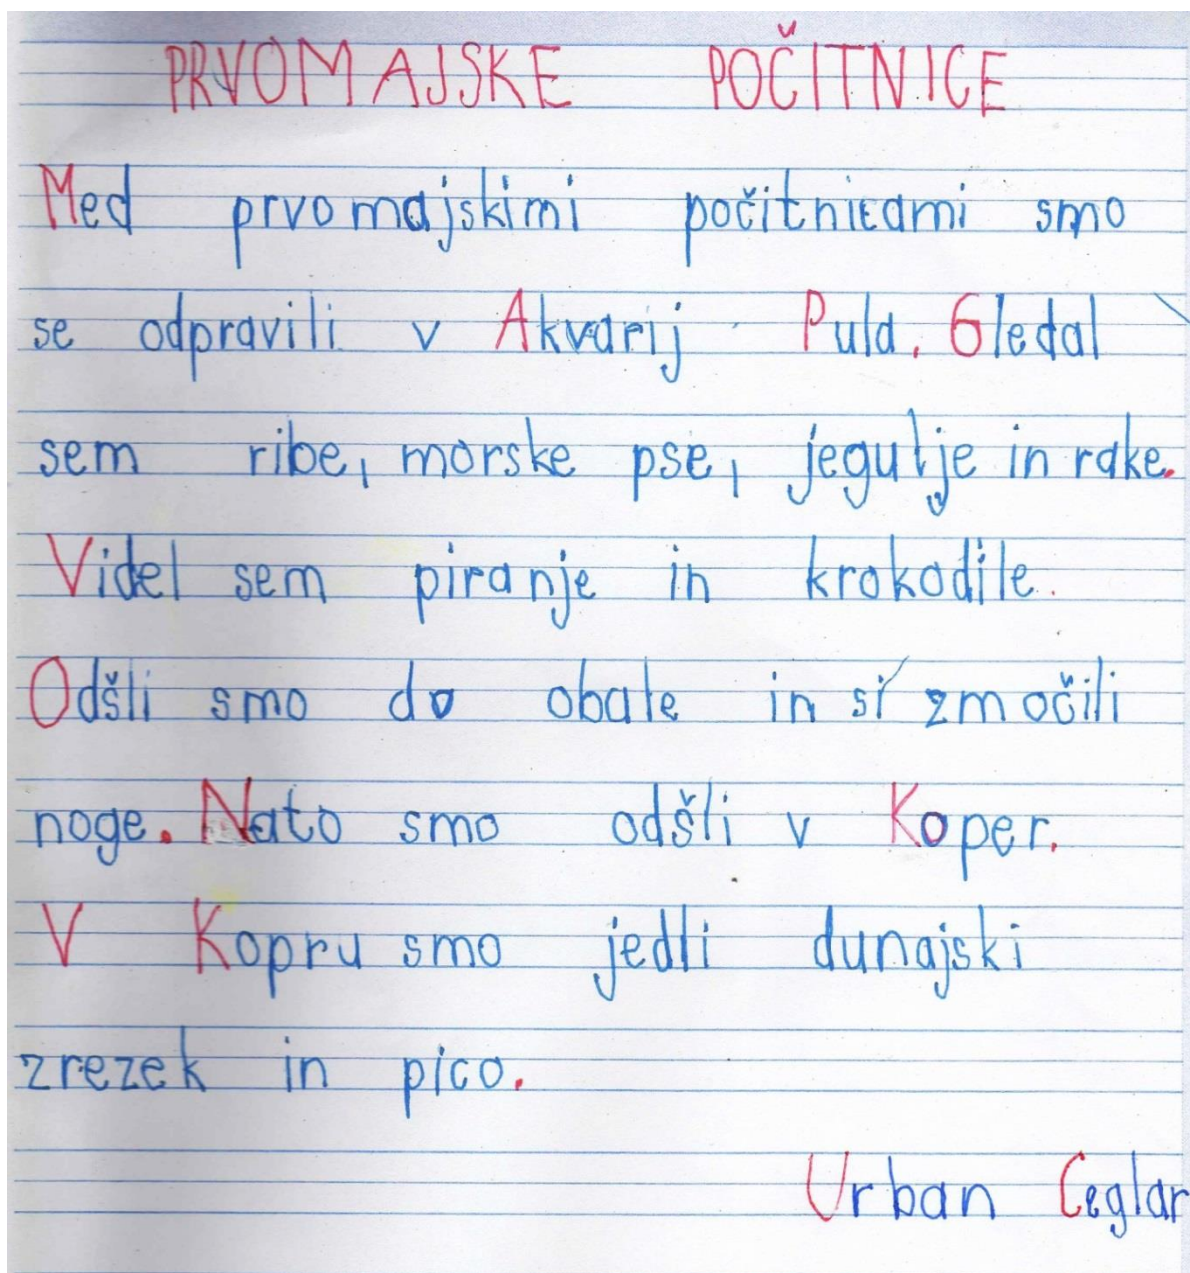 PRVOMAJSKE POČITNICE
Med prvomajskimi počitnicami smo
se odpravili v Akvarij Pula. Gledal
sem ribe, morske pse, jegulje in rake.
Videl sem piranje in krokodile.
Odšli smo do obale in si zmočili
noge. Nato smo odšli v Koper.
V Kopru smo jedli dunajski
zrezek in pico.
Urban Ceglar